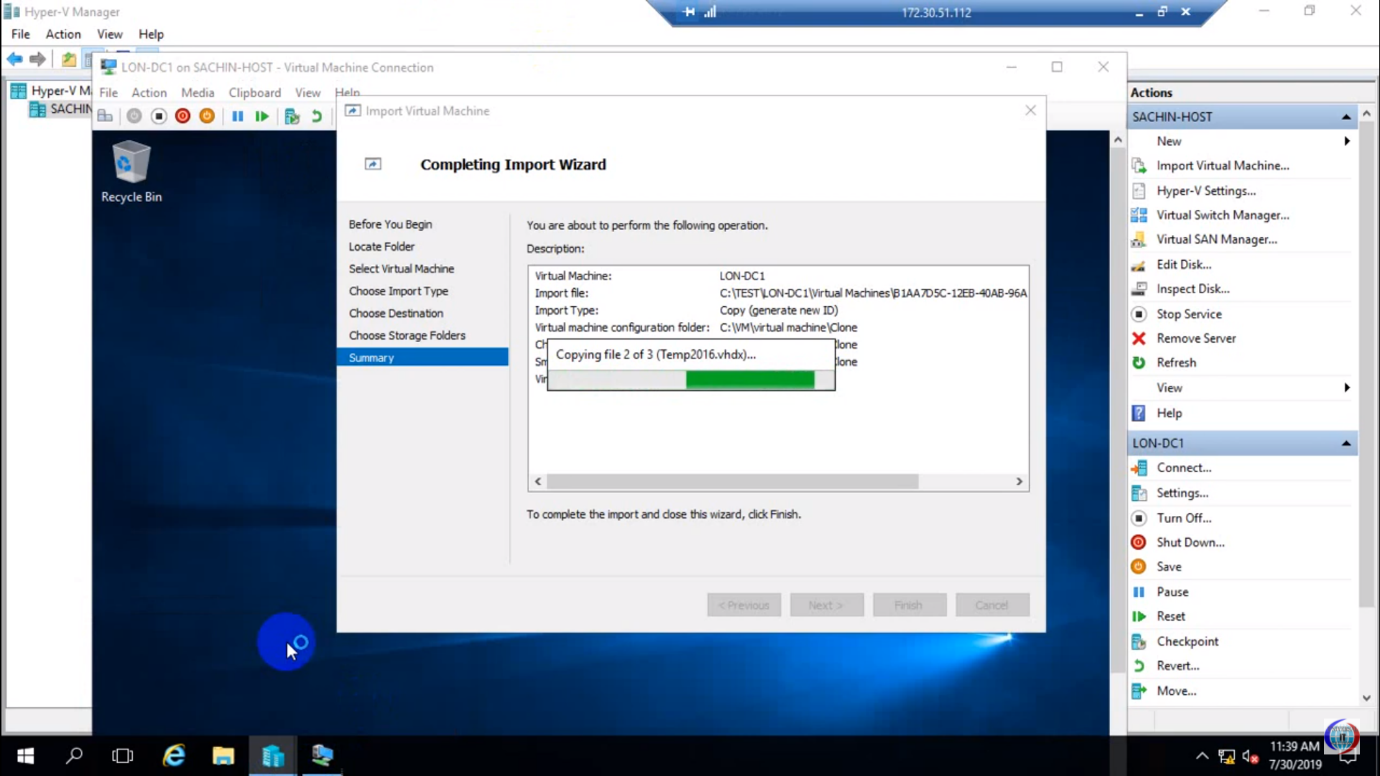 Hyper-V Manager
172.30.51.112
File Action View Help
LON-DC1 on SACHIN-HOST - Virtual Machine Connection
Hyper-V M
SACHIN
File Action Media Clipboard View Help
Import Virtual Machine
Recycle Bin
Completing Import Wizard
Before You Begin
Locate Folder
Select Virtual Machine
Choose Import Type
Choose Destination
Choose Storage Folders
Summary
You are about to perform the following operation.
Description:
Virtual Machine: LON-DC1
Import file: C:\TEST\LON-DC1\Virtual Machines\B1AA7D5C-12EB-40AB-96A
Import Type: Copy (generate new ID)
Virtual machine configuration folder: C:\VM\virtual machine\Clone
Ch Clone
Sm Clone
Vir
Copying file 2 of 3 (Temp2016.vhdx)...
To complete the import and close this wizard, click Finish.
< Previous Next > Finish Cancel
Actions
SACHIN-HOST
New
Import Virtual Machine...
Hyper-V Settings...
Virtual Switch Manager...
Virtual SAN Manager...
Edit Disk...
Inspect Disk...
Stop Service
Remove Server
Refresh
View
Help
LON-DC1
Connect...
Settings...
Turn Off...
Shut Down...
Save
Pause
Reset
Checkpoint
Revert...
Move...
11:39 AM
7/30/2019